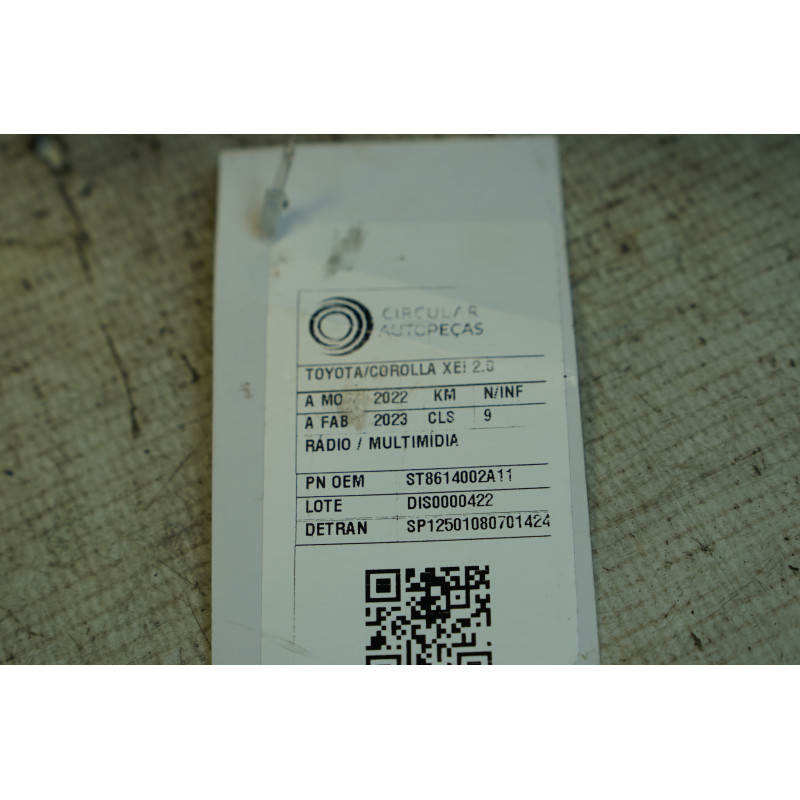 CIRCULAR
AUTOPEÇAS
TOYOTA/COROLLA XEI 2.0
A MO 2022 KM N/INF
A FAB 2023 CLS 9
RÁDIO / MULTIMÍDIA
PN OEM ST8614002A11
LOTE DIS0000422
DETRAN SP12501080701424